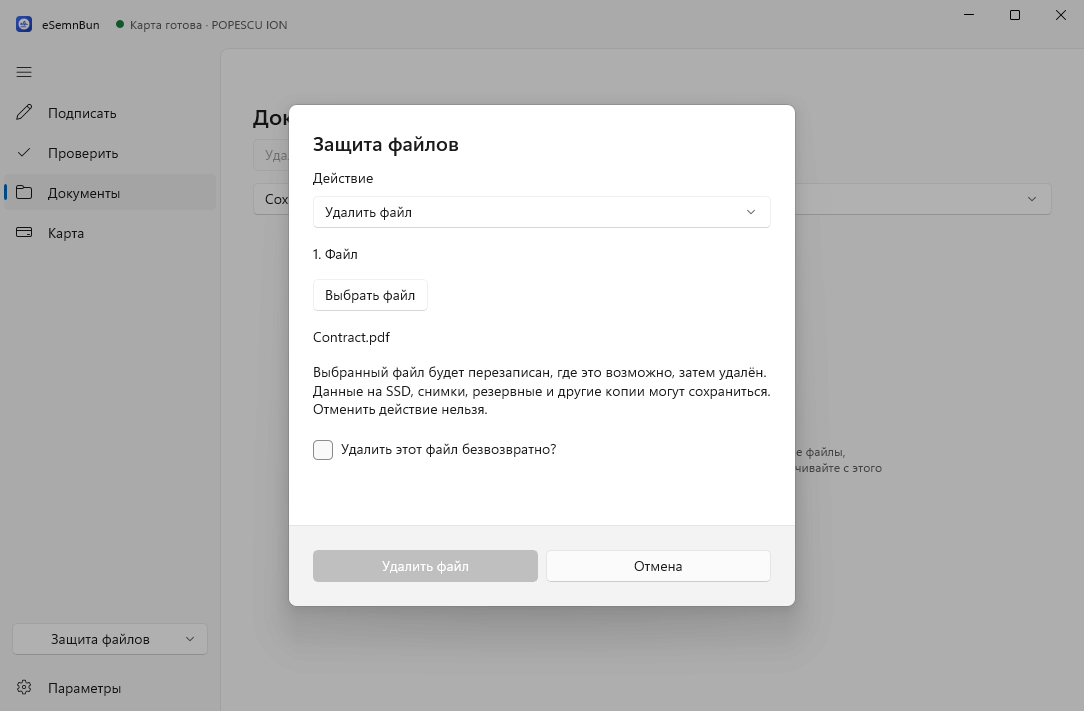 eSemnBun
Карта готова · POPESCU ION
Подписать
Проверить
Документы
Карта
Защита файлов
Действие
Удалить файл
1. Файл
Выбрать файл
Contract.pdf
Выбранный файл будет перезаписан, где это возможно, затем удалён.
Данные на SSD, снимки, резервные и другие копии могут сохраниться.
Отменить действие нельзя.
Удалить этот файл безвозвратно?
файлы,
с этого
Удалить файл
Отмена
Защита файлов
Параметры